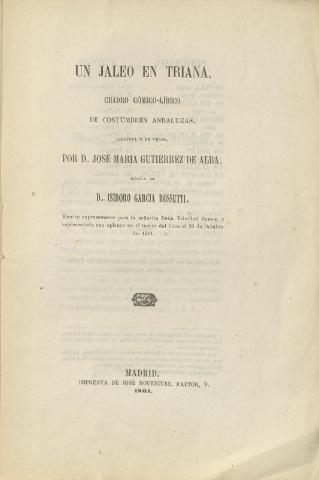 UN JALEO EN TRIANA,
CUADRO CÓMICO-LÍRICO
DE COSTUMBRES ANDALUZAS,
ORIGINAL Y EN VERSO,
POR D. JOSÉ MARIA GUTIERREZ DE ALBA.
MÚSICA DE
D. ISIDORO GARCIA ROSSETTI.
Escrito expresamente para la señorita Doña Trinidad Ramos, y
representado con aplauso en el teatro del Circo el 26 de Octubre
de 1861.
MADRID.
IMPRENTA DE JOSÉ RODRIGUEZ, FACTOR, 9.
1861.